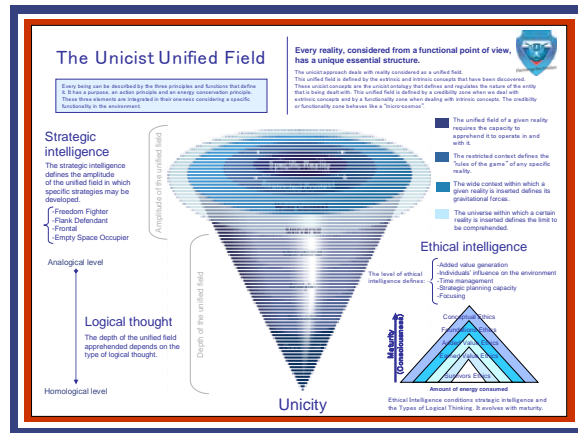 The Unicist Unified Field
Every being can be described by the three principles and functions that define
it. It has a purpose, an action principle and an energy conservation principle.
These three elements are integrated in their oneness considering a specific
functionality in the environment.
Every reality, considered from a functional point of view,
has a unique essential structure.
The unicist approach deals with reality considered as a unified field.
This unified field is defined by the extrinsic and intrinsic concepts that have been discovered.
These unicist concepts are the unicist ontology that defines and regulates the nature of the entity
that is being dealt with. This unified field is defined by a credibility zone when we deal with
extrinsic concepts and by a functionality zone when dealing with intrinsic concepts. The credibility
or functionality zone behaves like a "micro-cosmos".
Strategic
intelligence
The strategic intelligence
defines the amplitude
of the unified field in which
specific strategies may be
developed.
-Freedom Fighter
-Flank Defendant
-Frontal
-Empty Space Occupier
Analogical level
Logical thought
The depth of the unified field
apprehended depends on the
type of logical thought.
Homological level
Amplitude of the unified field
Depth of the unified field
Specific Reality
Universe
Unicity
The unified field of a given reality
requires the capacity to
apprehend it to operate in and
with it.
The restricted context defines the
"rules of the game" of any specific
reality.
The wide context within which a
given reality is inserted defines its
gravitational forces.
The universe within which a certain
reality is inserted defines the limit to
be comprehended.
Ethical intelligence
The level of ethical
intelligence defines:
-Added value generation
-Individuals' influence on the environment
-Time management
-Strategic planning capacity
-Focusing
Maturity
(Consciousness)
Conceptual Ethics
Foundations Ethics
Added Value Ethics
Earned Value Ethics
Survivors Ethics
Amount of energy consumed
Ethical Intelligence conditions strategic intelligence and
the Types of Logical Thinking. It evolves with maturity.